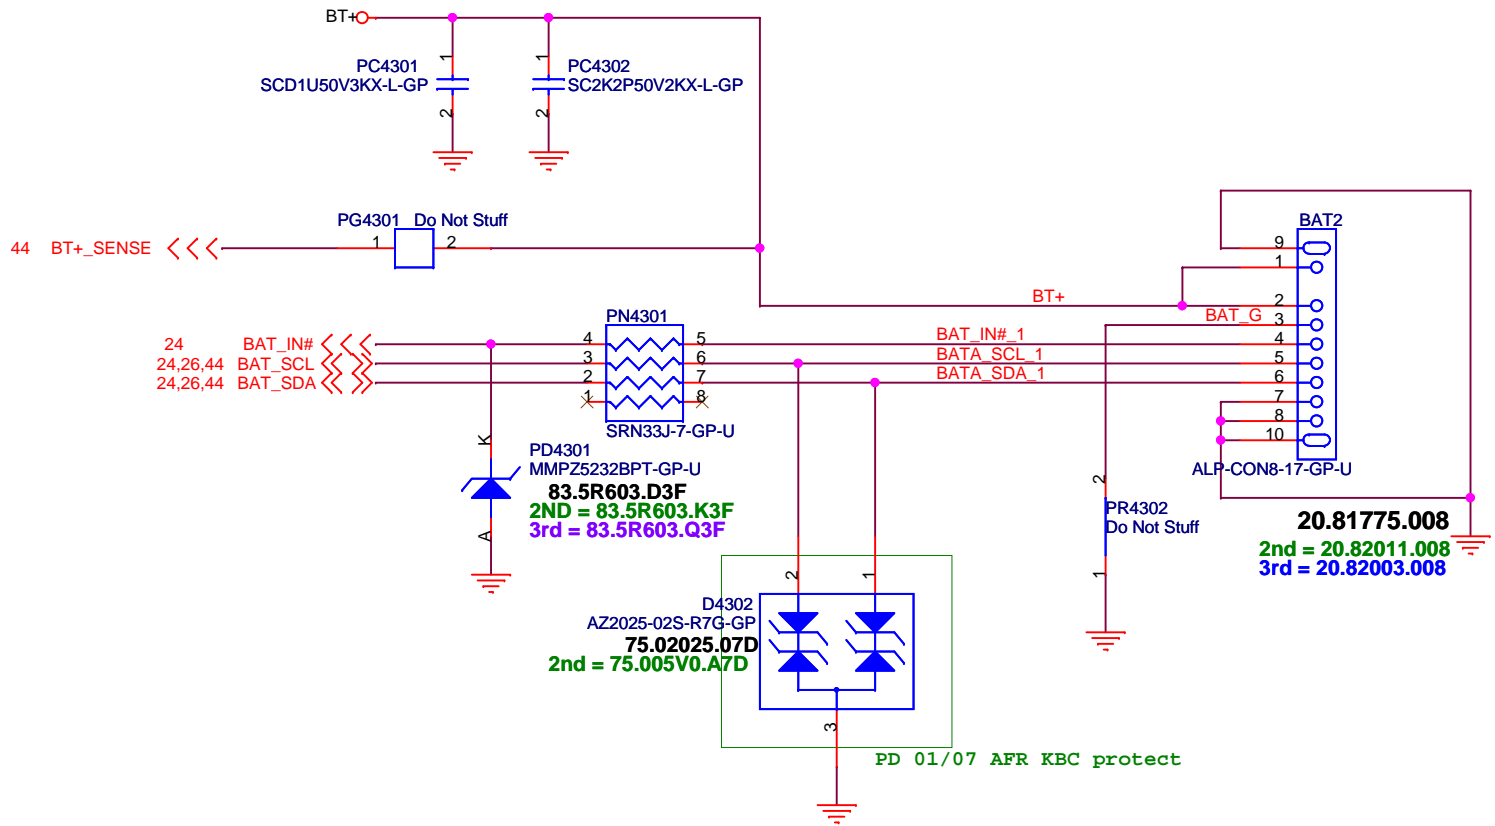 BT+
1
1
PC4301
SCD1U50V3KX-L-GP
PC4302
SC2K2P50V2KX-L-GP
2
2
PG4301 Do Not Stuff
44 BT+_SENSE
1
2
BAT2
9
1
BT+
2
BAT_G
3
PN4301
24 BAT_IN#
4
5
BAT_IN#_1
4
24,26,44 BAT_SCL
3
6
BATA_SCL_1
5
24,26,44 BAT_SDA
2
7
BATA_SDA_1
6
1
8
7
8
10
SRN33J-7-GP-U
K
PD4301
MMPZ5232BPT-GP-U
83.5R603.D3F
2ND = 83.5R603.K3F
3rd = 83.5R603.Q3F
A
ALP-CON8-17-GP-U
2
PR4302
Do Not Stuff
1
20.81775.008
2nd = 20.82011.008
3rd = 20.82003.008
2
1
D4302
AZ2025-02S-R7G-GP
75.02025.07D
2nd = 75.005V0.A7D
3
PD 01/07 AFR KBC protect